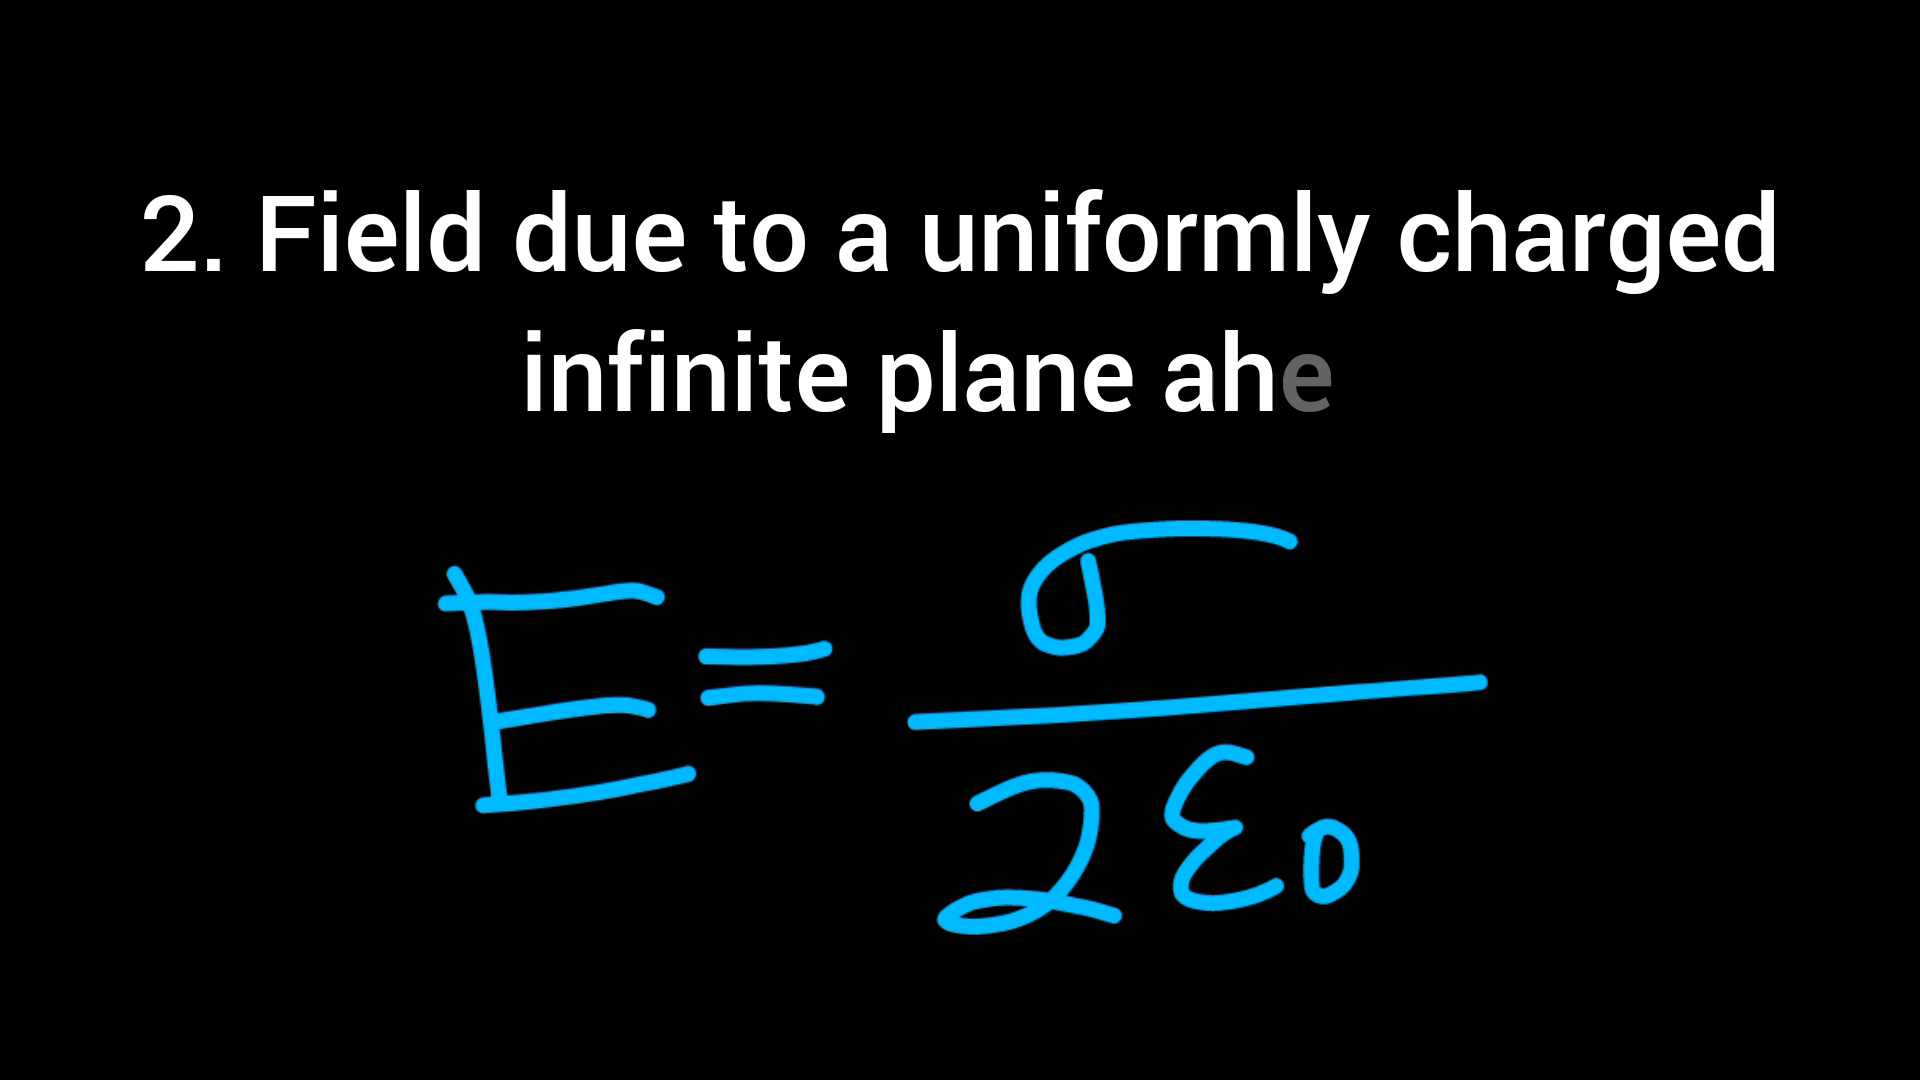 2. Field due to a uniformly charged
infinite plane ahe
E = σ / 2ε₀